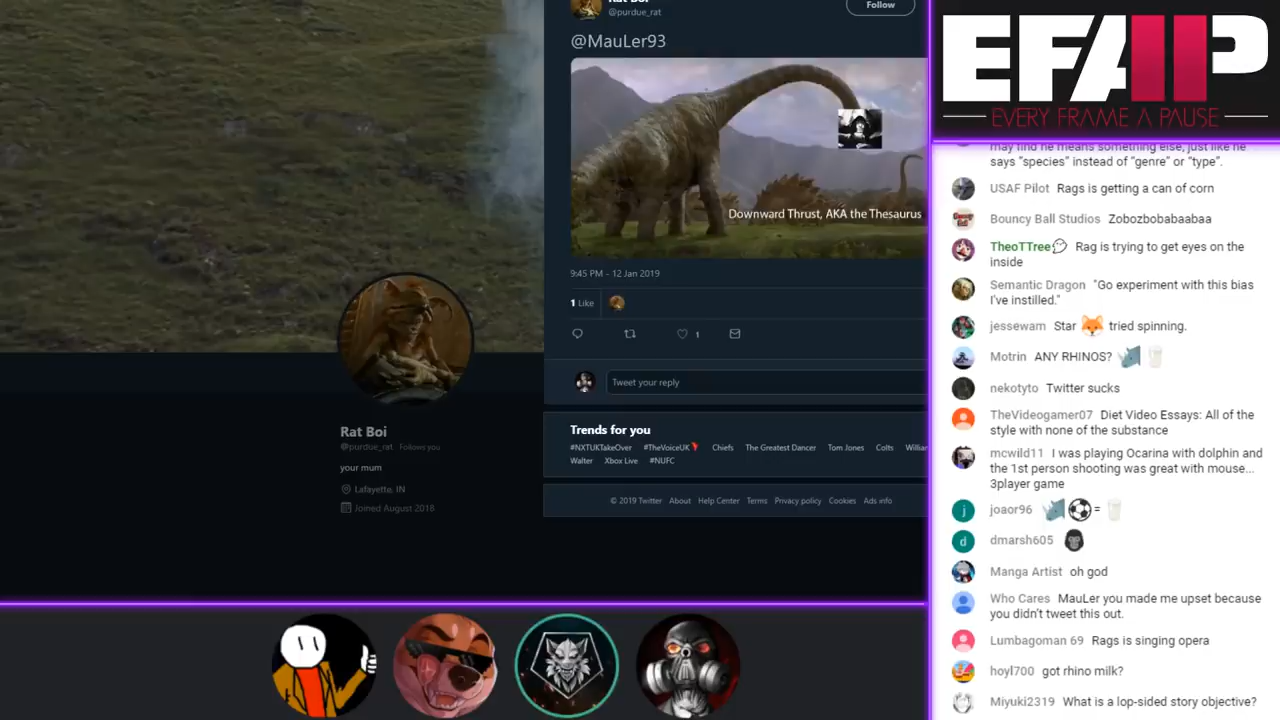 @purdue_rat
Follow
@MauLer93
Downward Thrust, AKA the Thesaurus
9:45 PM - 12 Jan 2019
1 Like
1
Tweet your reply
Rat Boi
@purdue_rat Follows you
your mum
Lafayette, IN
Joined August 2018
Trends for you
#NXTUKTakeOver #TheVoiceUK Chiefs The Greatest Dancer Tom Jones Colts
Walter Xbox Live #NUFC
© 2019 Twitter About Help Center Terms Privacy policy Cookies Ads info
EFAP
EVERY FRAME A PAUSE
may find he means something else, just like he
says "species" instead of "genre" or "type".
USAF Pilot Rags is getting a can of corn
Bouncy Ball Studios Zobozbobabaabaa
TheoTTree Rag is trying to get eyes on the
inside
Semantic Dragon "Go experiment with this bias
I've instilled."
jessewam Star 🦊 tried spinning.
Motrin ANY RHINOS? 🦏🥛
nekotyto Twitter sucks
TheVideogamer07 Diet Video Essays: All of the
style with none of the substance
mcwild11 I was playing Ocarina with dolphin and
the 1st person shooting was great with mouse...
3player game
j
joaor96 🦏⚽=🥛
d
dmarsh605 🦍
Manga Artist oh god
Who Cares MauLer you made me upset because
you didn't tweet this out.
Lumbagoman 69 Rags is singing opera
hoyl700 got rhino milk?
Miyuki2319 What is a lop-sided story objective?